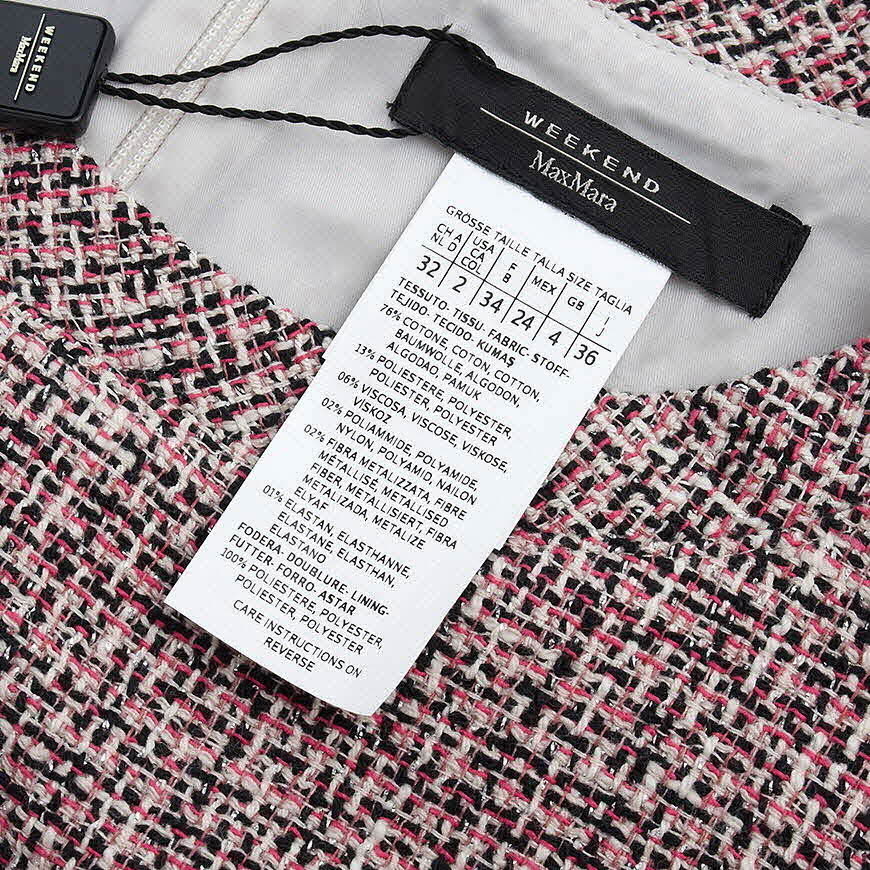 WEEKEND
MaxMara
WEEKEND
MaxMara
GRÖSSE TAILLE TALLA SIZE TAGLIA
CH A USA F MEX GB I
NL D CA B J
COL
32 2 34 24 4 36
TESSUTO- TISSU- FABRIC- STOFF-
TEJIDO- TECIDO- KUMAŞ
76% COTONE, COTON, COTTON,
BAUMWOLLE, ALGODON,
ALGODAO, PAMUK
13% POLIESTERE, POLYESTER,
POLIESTER, POLYESTER
06% VISCOSA, VISCOSE, VISKOSE,
VISKOZ
02% POLIAMMIDE, POLYAMIDE,
NYLON, POLYAMID, NAILON
02% FIBRA METALIZZATA, FIBRE
MÉTALLISÉ, METALLISED
FIBER, METALLISIERT, FIBRA
METALIZADA, METALIZE
ELYAF
01% ELASTAN, ELASTHANNE,
ELASTANE, ELASTHAN,
ELASTANO
FODERA- DOUBLURE- LINING-
FUTTER- FORRO- ASTAR
100% POLIESTERE, POLYESTER,
POLIESTER, POLYESTER
CARE INSTRUCTIONS ON
REVERSE